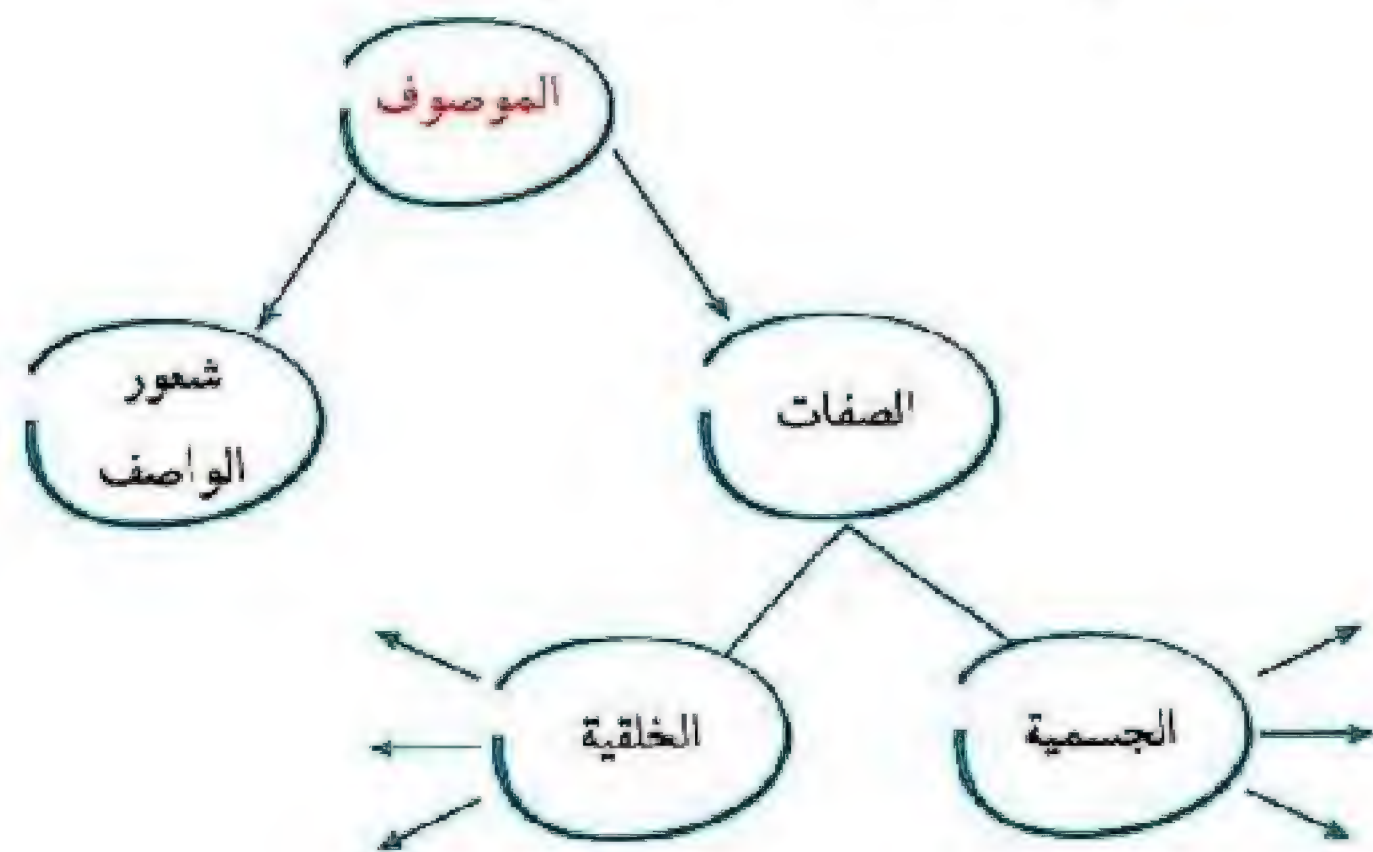 الموصوف
الصفات
شعور
الواصف
الجسمية
الخلقية